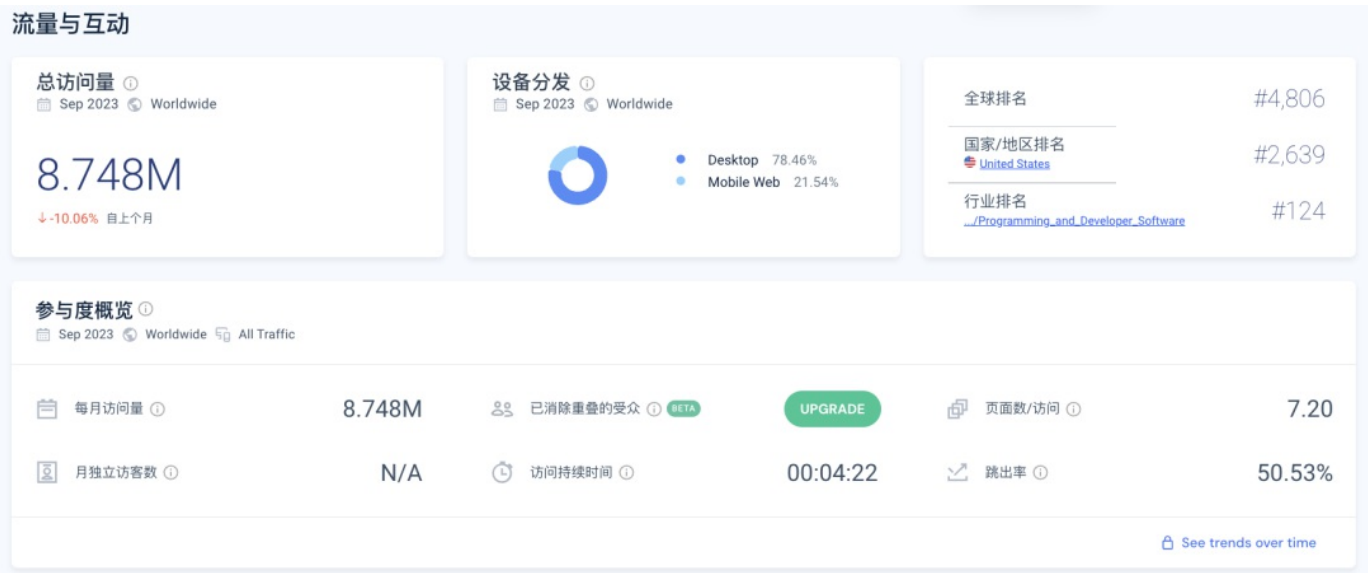 流量与互动
总访问量
Sep 2023 Worldwide
8.748M
↓-10.06% 自上个月
设备分发
Sep 2023 Worldwide
Desktop 78.46%
Mobile Web 21.54%
全球排名 #4,806
国家/地区排名 #2,639
United States
行业排名 #124
.../Programming_and_Developer_Software
参与度概览
Sep 2023 Worldwide All Traffic
每月访问量 8.748M 已消除重叠的受众 BETA UPGRADE 页面数/访问 7.20
月独立访客数 N/A 访问持续时间 00:04:22 跳出率 50.53%
See trends over time